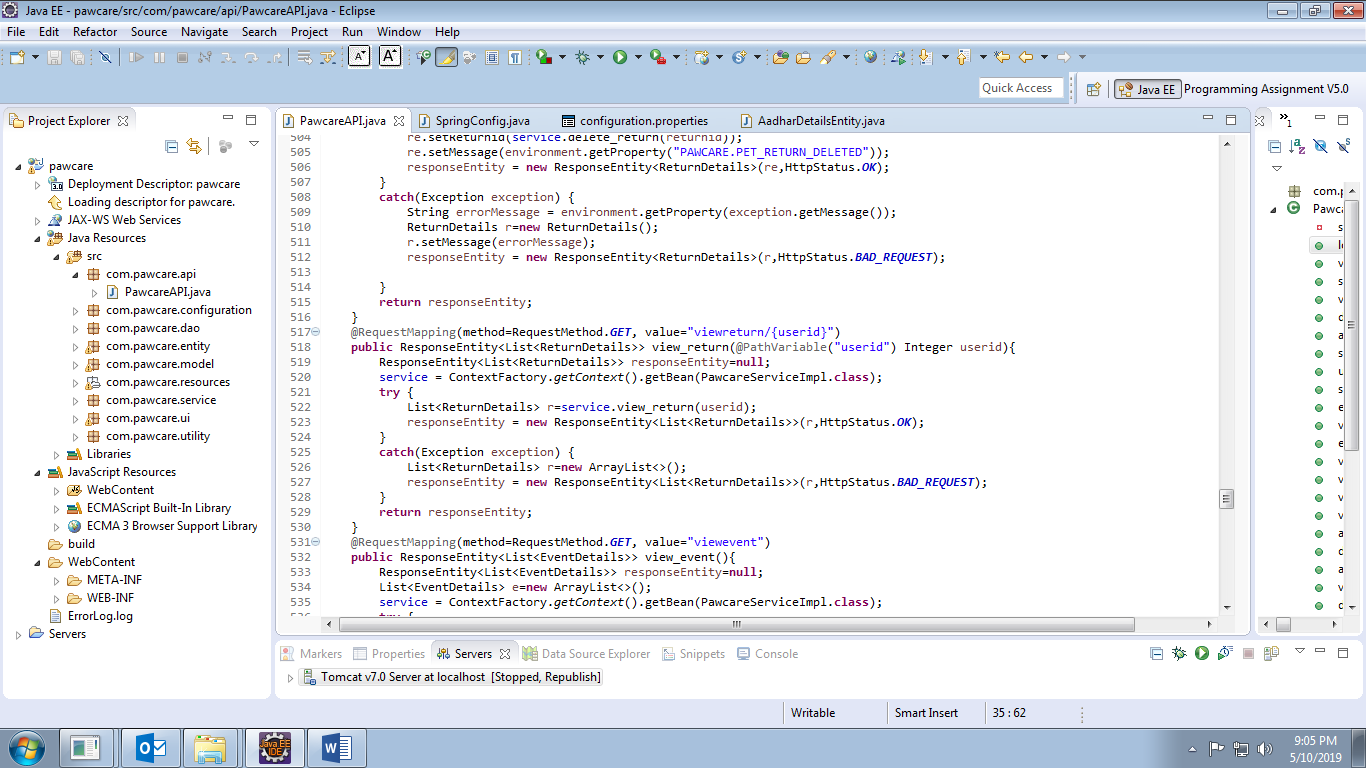 Java EE - pawcare/src/com/pawcare/api/PawcareAPI.java - Eclipse
File Edit Refactor Source Navigate Search Project Run Window Help
Quick Access
Java EE Programming Assignment V5.0
Project Explorer
pawcare
Deployment Descriptor: pawcare
Loading descriptor for pawcare.
JAX-WS Web Services
Java Resources
src
com.pawcare.api
PawcareAPI.java
com.pawcare.configuration
com.pawcare.dao
com.pawcare.entity
com.pawcare.model
com.pawcare.resources
com.pawcare.service
com.pawcare.ui
com.pawcare.utility
Libraries
JavaScript Resources
WebContent
ECMAScript Built-In Library
ECMA 3 Browser Support Library
build
WebContent
META-INF
WEB-INF
ErrorLog.log
Servers
PawcareAPI.java SpringConfig.java configuration.properties AadharDetailsEntity.java
504 re.setReturnid(service.delete_return(returnid));
505 re.setMessage(environment.getProperty("PAWCARE.PET_RETURN_DELETED"));
506 responseEntity = new ResponseEntity<ReturnDetails>(re,HttpStatus.OK);
507 }
508 catch(Exception exception) {
509 String errorMessage = environment.getProperty(exception.getMessage());
510 ReturnDetails r=new ReturnDetails();
511 r.setMessage(errorMessage);
512 responseEntity = new ResponseEntity<ReturnDetails>(r,HttpStatus.BAD_REQUEST);
513
514 }
515 return responseEntity;
516 }
517 @RequestMapping(method=RequestMethod.GET, value="viewreturn/{userid}")
518 public ResponseEntity<List<ReturnDetails>> view_return(@PathVariable("userid") Integer userid){
519 ResponseEntity<List<ReturnDetails>> responseEntity=null;
520 service = ContextFactory.getContext().getBean(PawcareServiceImpl.class);
521 try {
522 List<ReturnDetails> r=service.view_return(userid);
523 responseEntity = new ResponseEntity<List<ReturnDetails>>(r,HttpStatus.OK);
524 }
525 catch(Exception exception) {
526 List<ReturnDetails> r=new ArrayList<>();
527 responseEntity = new ResponseEntity<List<ReturnDetails>>(r,HttpStatus.BAD_REQUEST);
528 }
529 return responseEntity;
530 }
531 @RequestMapping(method=RequestMethod.GET, value="viewevent")
532 public ResponseEntity<List<EventDetails>> view_event(){
533 ResponseEntity<List<EventDetails>> responseEntity=null;
534 List<EventDetails> e=new ArrayList<>();
535 service = ContextFactory.getContext().getBean(PawcareServiceImpl.class);
536 try {
com.p
Pawca
Markers Properties Servers Data Source Explorer Snippets Console
Tomcat v7.0 Server at localhost [Stopped, Republish]
Writable Smart Insert 35 : 62
9:05 PM
5/10/2019